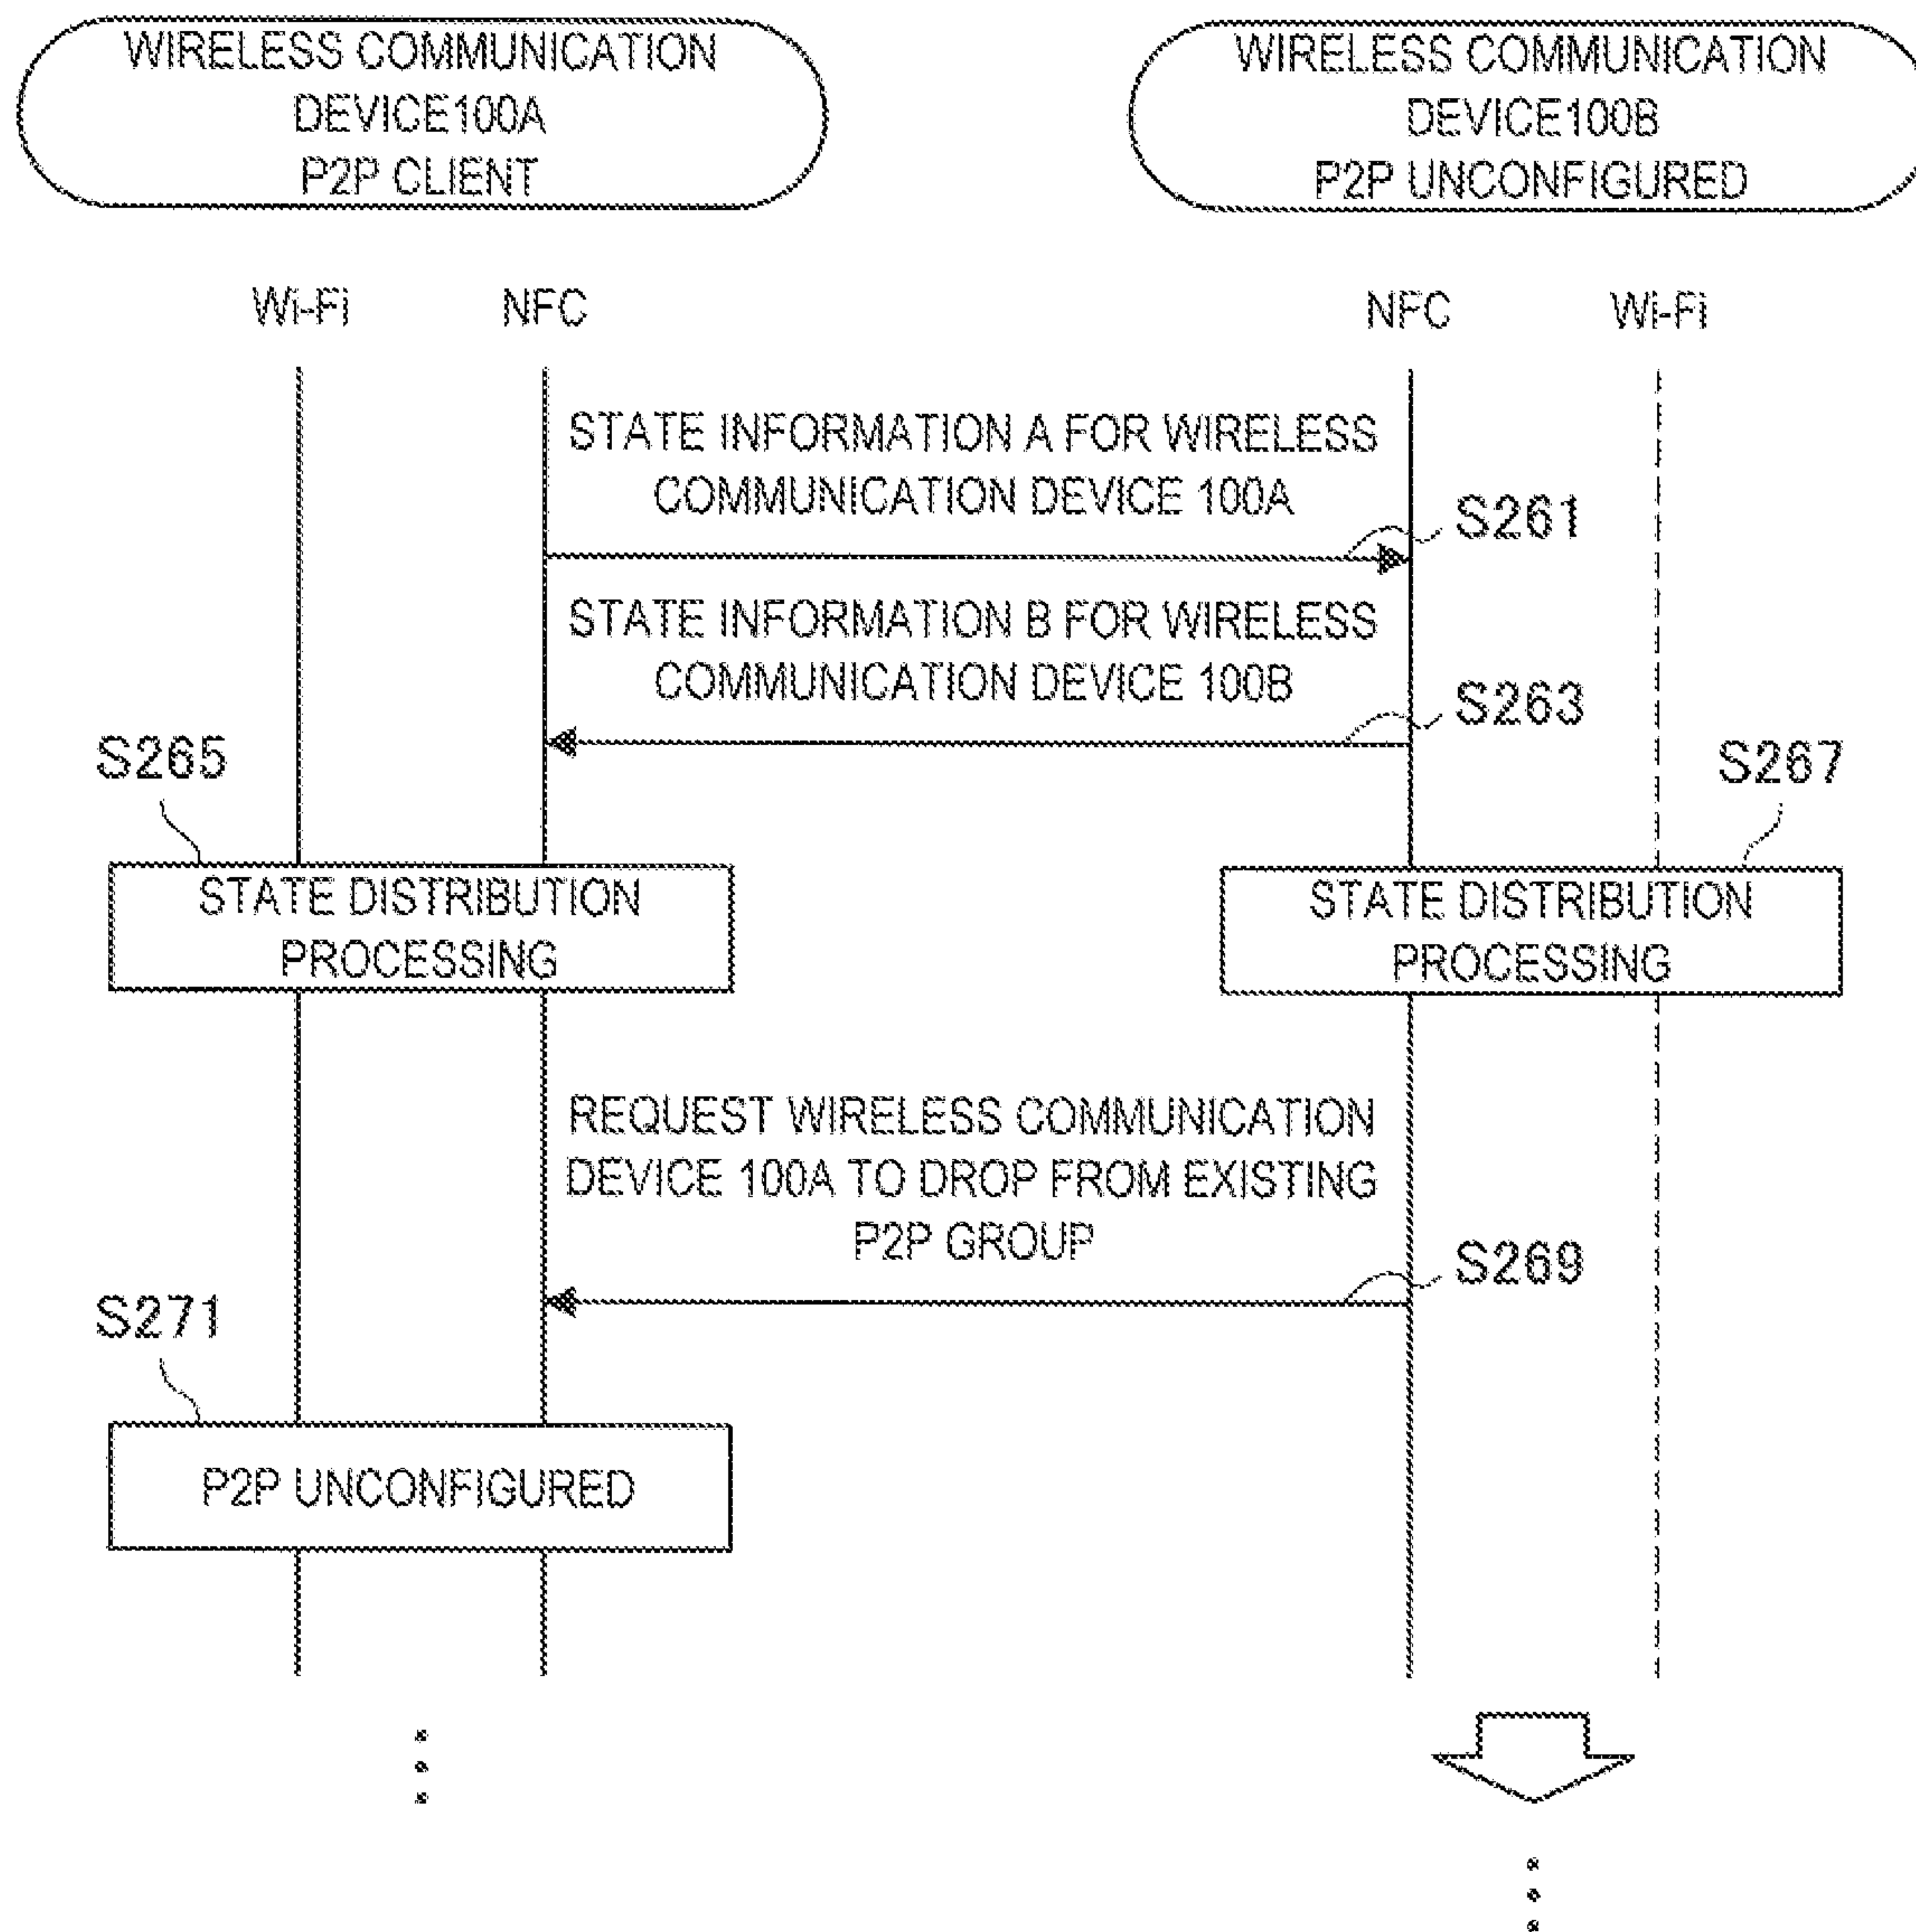 WIRELESS COMMUNICATION
DEVICE100A
P2P CLIENT
WIRELESS COMMUNICATION
DEVICE100B
P2P UNCONFIGURED
Wi-Fi
NFC
NFC
Wi-Fi
STATE INFORMATION A FOR WIRELESS
COMMUNICATION DEVICE 100A
S261
STATE INFORMATION B FOR WIRELESS
COMMUNICATION DEVICE 100B
S263
S265
S267
STATE DISTRIBUTION
PROCESSING
STATE DISTRIBUTION
PROCESSING
REQUEST WIRELESS COMMUNICATION
DEVICE 100A TO DROP FROM EXISTING
P2P GROUP
S269
S271
P2P UNCONFIGURED